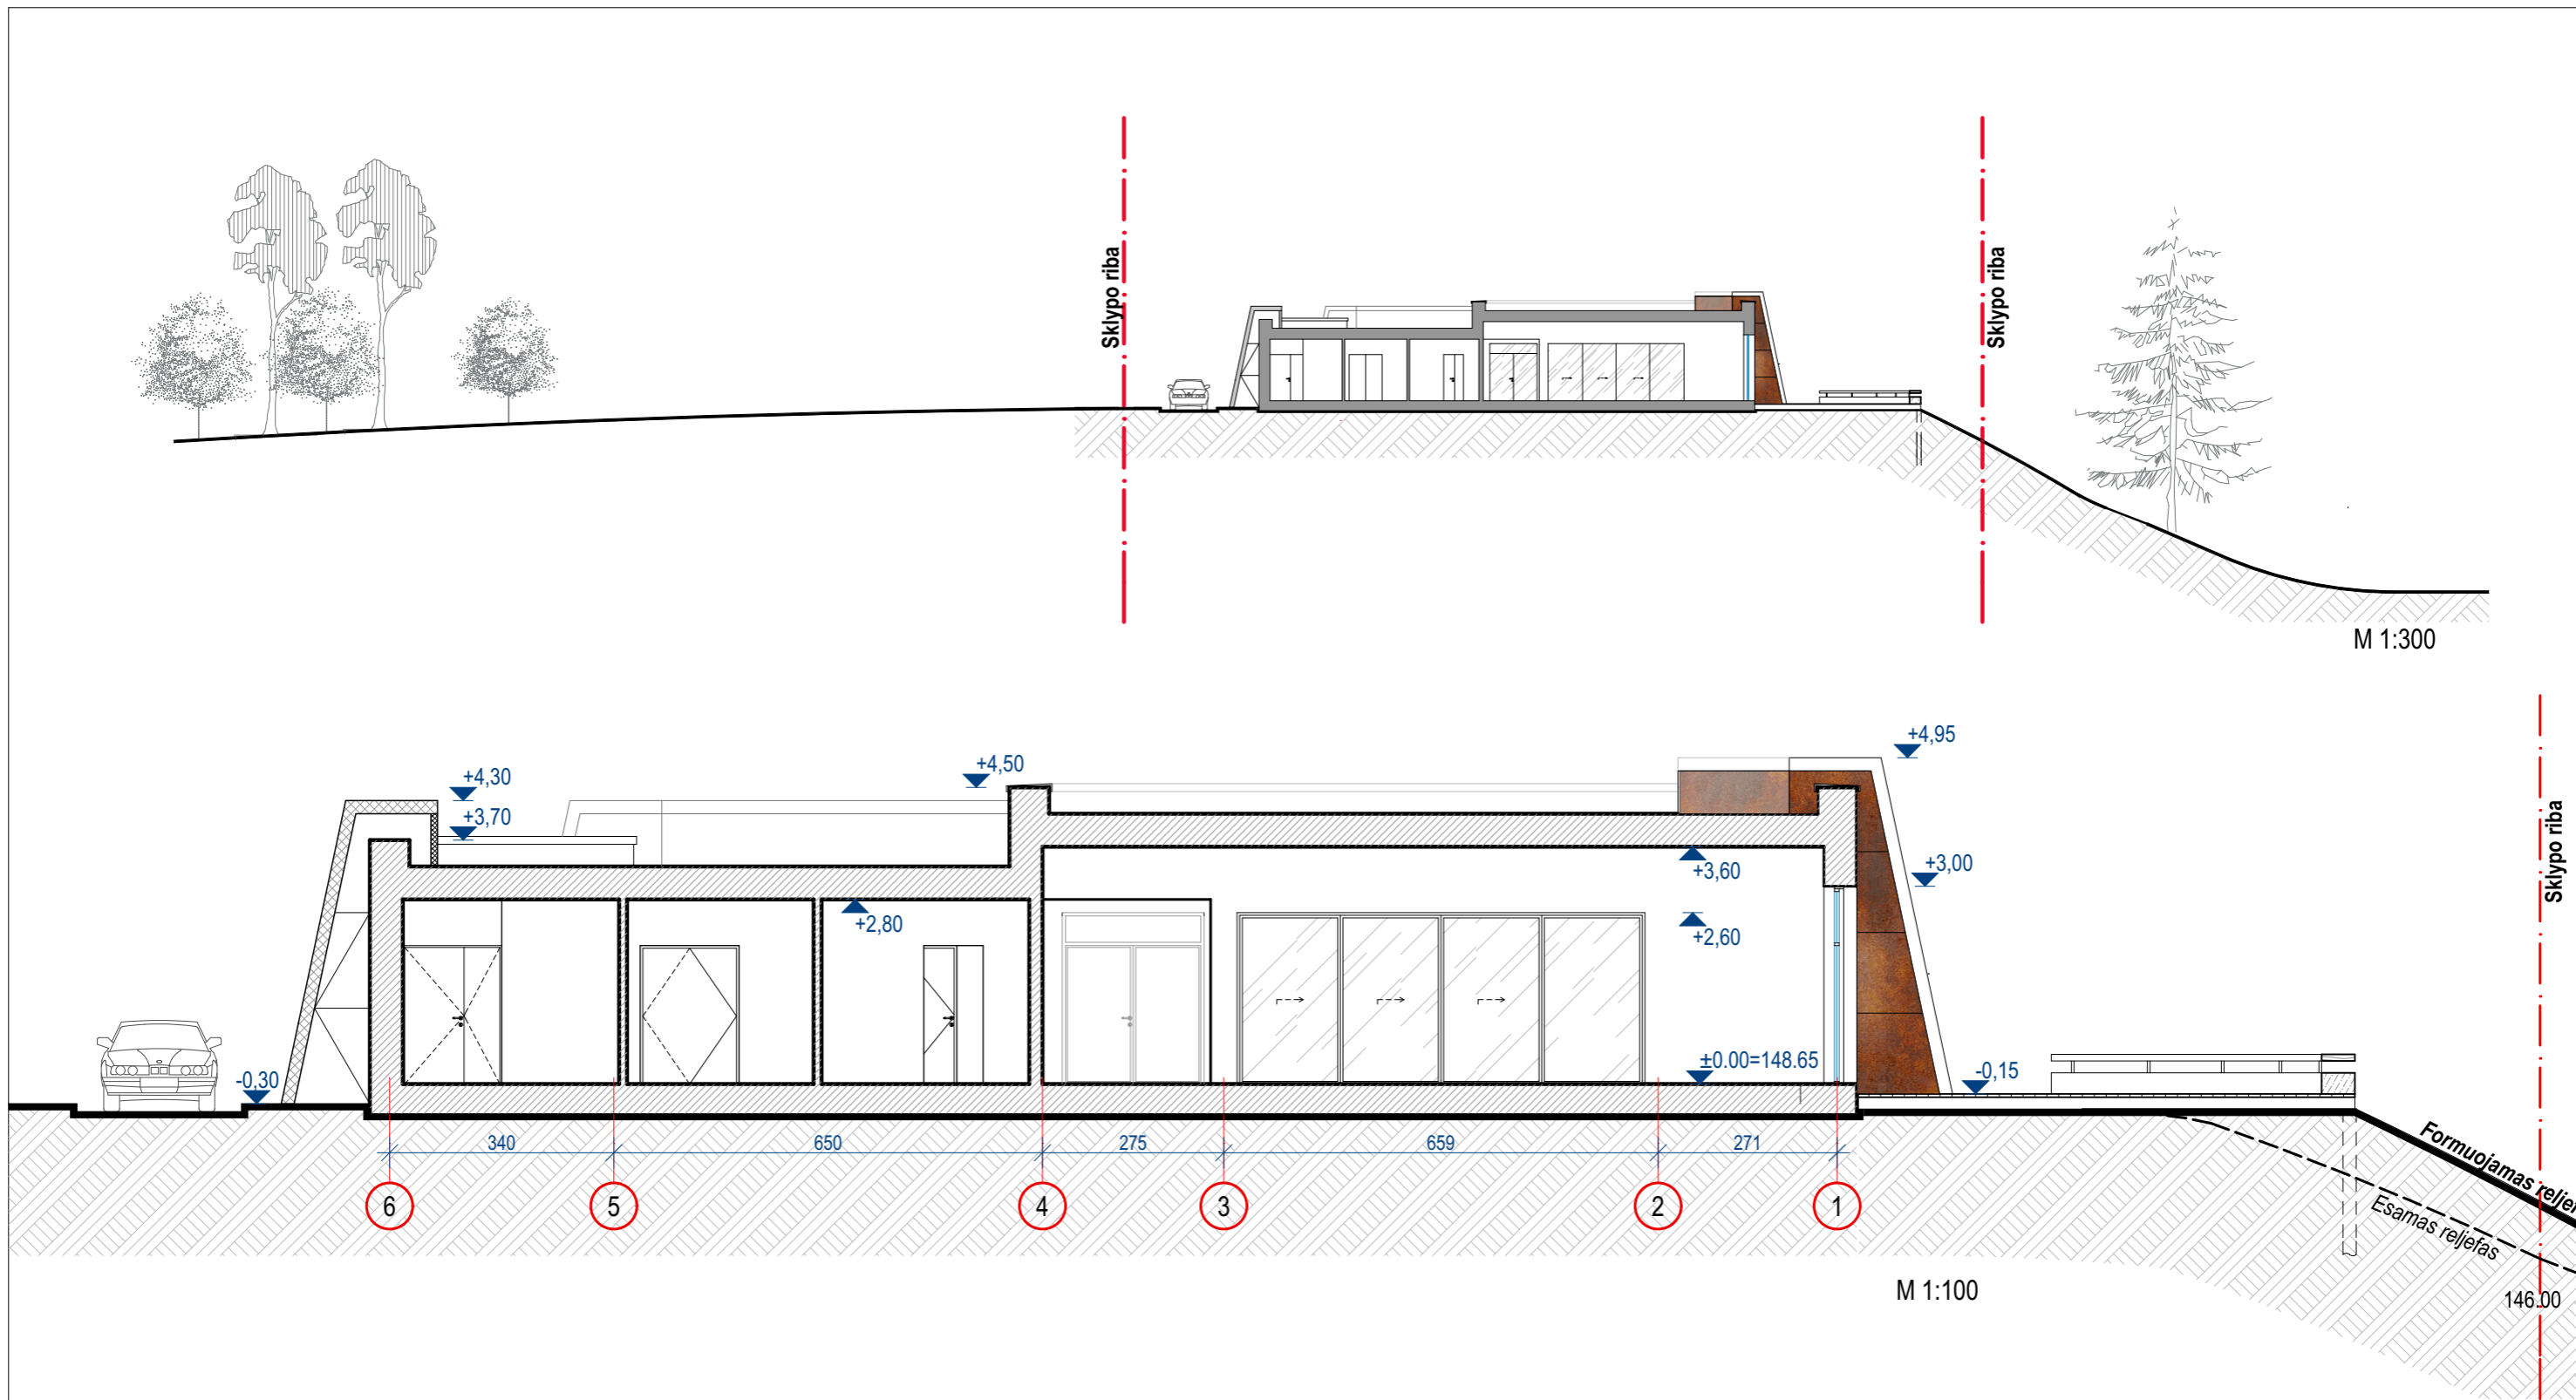 Sklypo riba
Sklypo riba
M 1:300
+4,95
+4,50
+4,30
+3,70
+3,60
+3,00
+2,80
+2,60
Sklypo riba
±0.00=148.65
-0,30
-0,15
340 650 275 659 271
6 5 4 3 2 1
Formuojamas reljef
Esamas reljefas
M 1:100
146.00